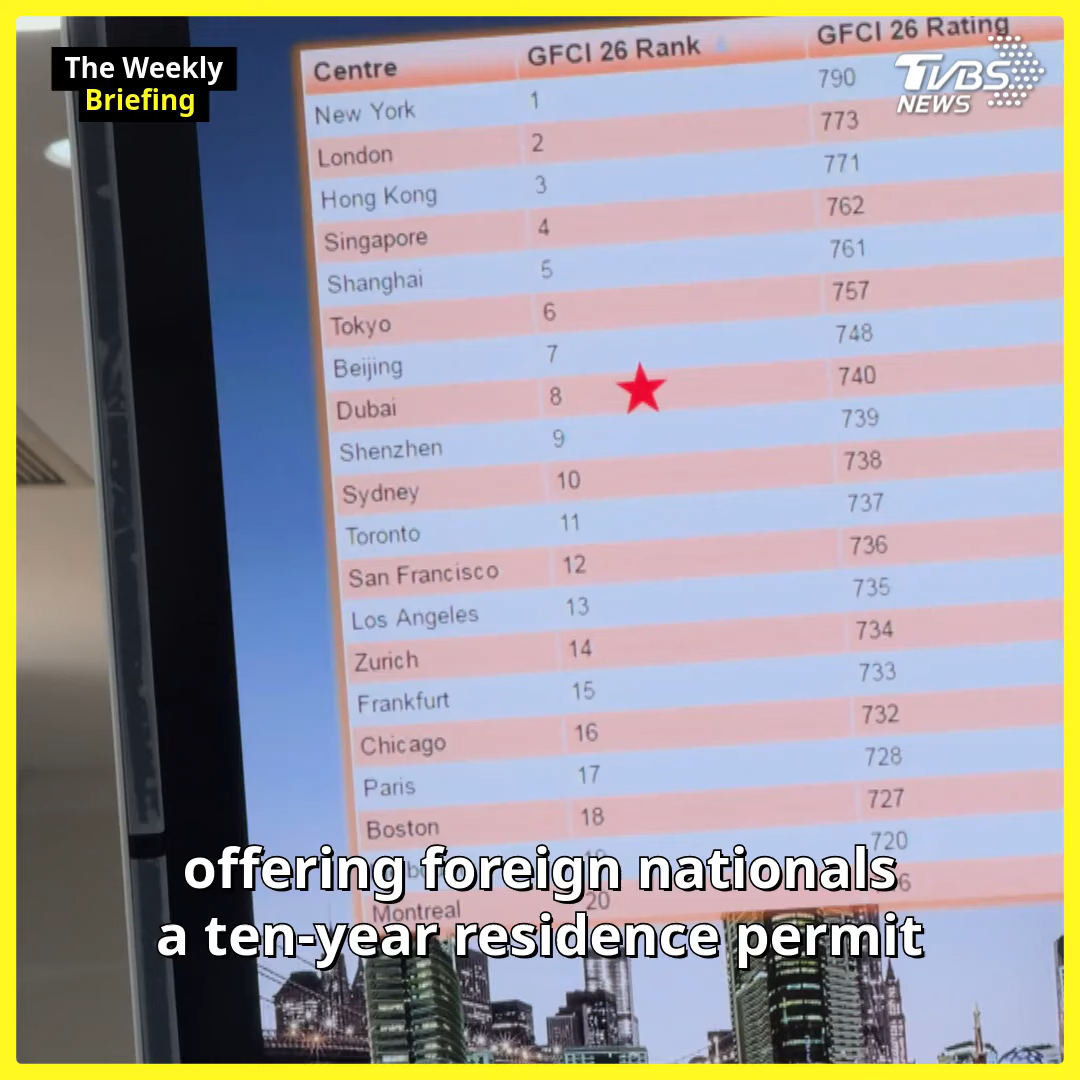 The Weekly
Briefing
TVBS
NEWS
Centre GFCI 26 Rank GFCI 26 Rating
New York 1 790
London 2 773
Hong Kong 3 771
Singapore 4 762
Shanghai 5 761
Tokyo 6 757
Beijing 7 748
Dubai 8 740
Shenzhen 9 739
Sydney 10 738
Toronto 11 737
San Francisco 12 736
Los Angeles 13 735
Zurich 14 734
Frankfurt 15 733
Chicago 16 732
Paris 17 728
Boston 18 727
19 720
Montreal 20
offering foreign nationals
a ten-year residence permit